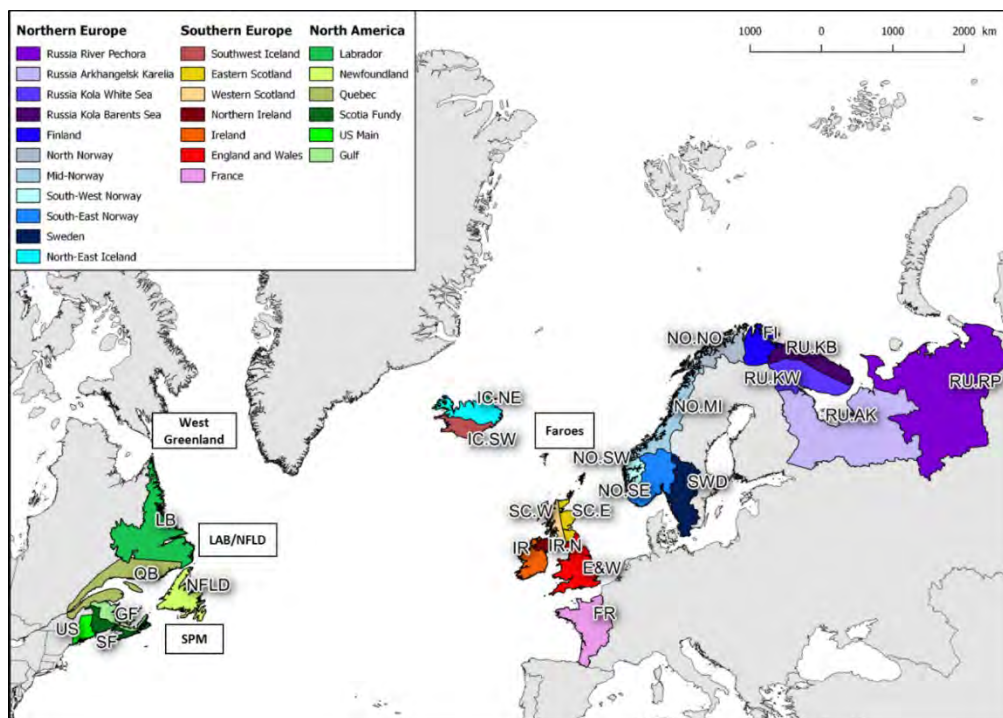 Northern Europe
Russia River Pechora
Russia Arkhangelsk Karelia
Russia Kola White Sea
Russia Kola Barents Sea
Finland
North Norway
Mid-Norway
South-West Norway
South-East Norway
Sweden
North-East Iceland
Southern Europe
Southwest Iceland
Eastern Scotland
Western Scotland
Northern Ireland
Ireland
England and Wales
France
North America
Labrador
Newfoundland
Quebec
Scotia Fundy
US Main
Gulf
1000 0 1000 2000 km
NO.NO
FI
RU.KB
RU.KW
RU.RP
RU.AK
IC.NE
IC.SW
NO.MI
West
Greenland
Faroes
NO.SW
NO.SE
SWD
SC.W
SC.E
LB
LAB/NFLD
IR
IR.N
E&W
QB
NFLD
GF
US
SF
SPM
FR